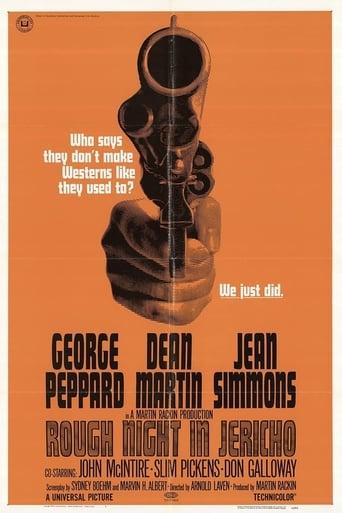 Who says
they don't make
Westerns like
they used to?
We just did.
GEORGE DEAN JEAN
PEPPARD MARTIN SIMMONS
in A MARTIN RACKIN PRODUCTION
ROUGH NIGHT IN JERICHO
CO-STARRING: JOHN McINTIRE · SLIM PICKENS · DON GALLOWAY
Screenplay by SYDNEY BOEHM and MARVIN H. ALBERT · Directed by ARNOLD LAVEN · Produced by MARTIN RACKIN
A UNIVERSAL PICTURE TECHNICOLOR®